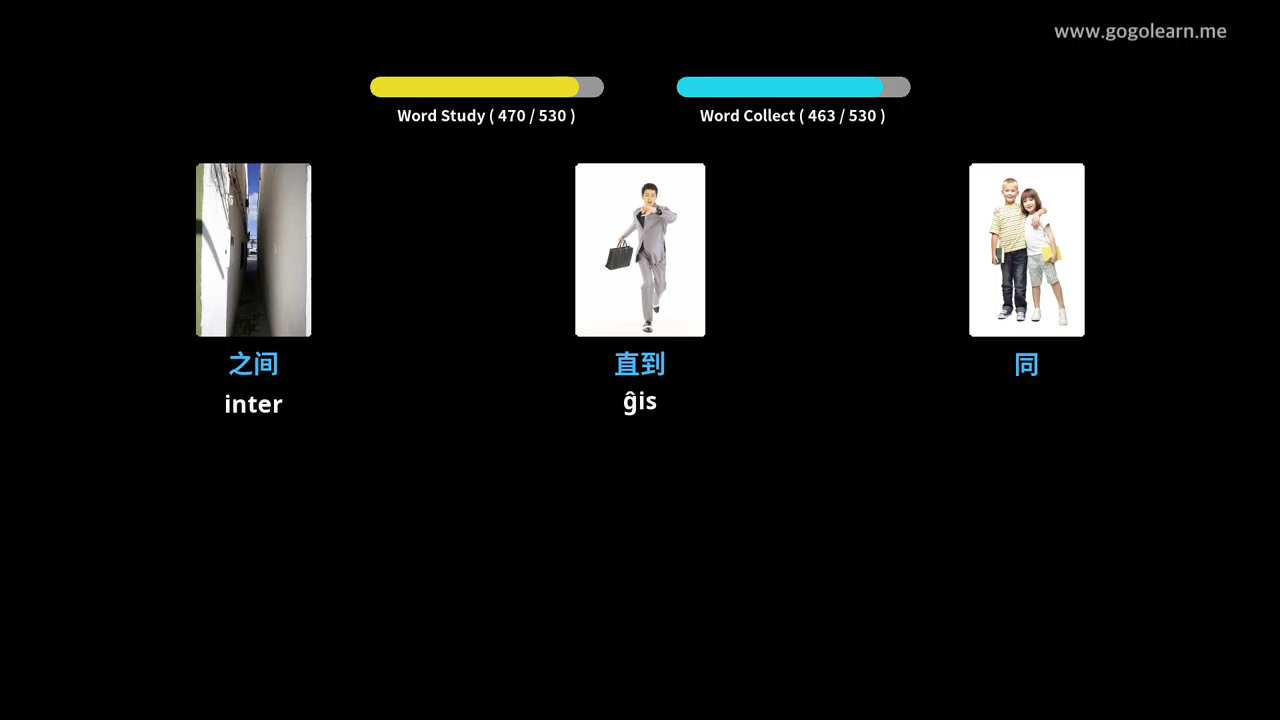 www.gogolearn.me
Word Study ( 470 / 530 )
Word Collect ( 463 / 530 )
之间
直到
同
inter
ĝis